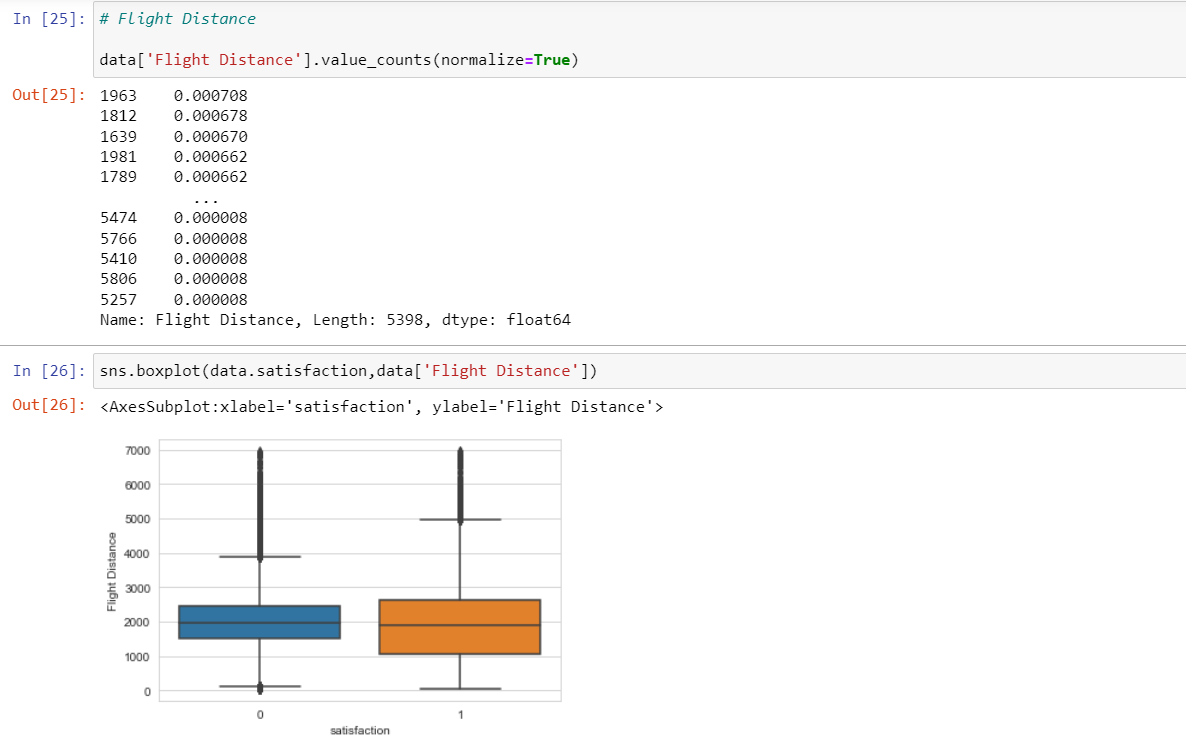 In [25]: # Flight Distance
data['Flight Distance'].value_counts(normalize=True)
Out[25]: 1963    0.000708
1812    0.000678
1639    0.000670
1981    0.000662
1789    0.000662
...
5474    0.000008
5766    0.000008
5410    0.000008
5806    0.000008
5257    0.000008
Name: Flight Distance, Length: 5398, dtype: float64
In [26]: sns.boxplot(data.satisfaction,data['Flight Distance'])
Out[26]: <AxesSubplot:xlabel='satisfaction', ylabel='Flight Distance'>
7000
6000
5000
4000
3000
2000
1000
0
Flight Distance
0 1
satisfaction